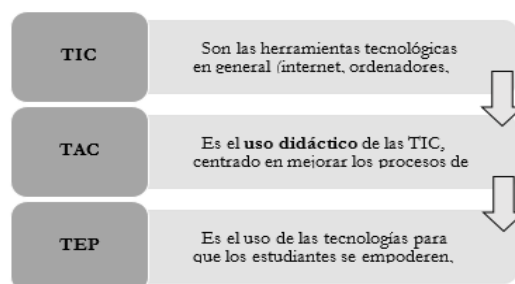 TIC
Son las herramientas tecnológicas
en general (internet, ordenadores,
TAC
Es el uso didáctico de las TIC,
centrado en mejorar los procesos de
TEP
Es el uso de las tecnologías para
que los estudiantes se empoderen,